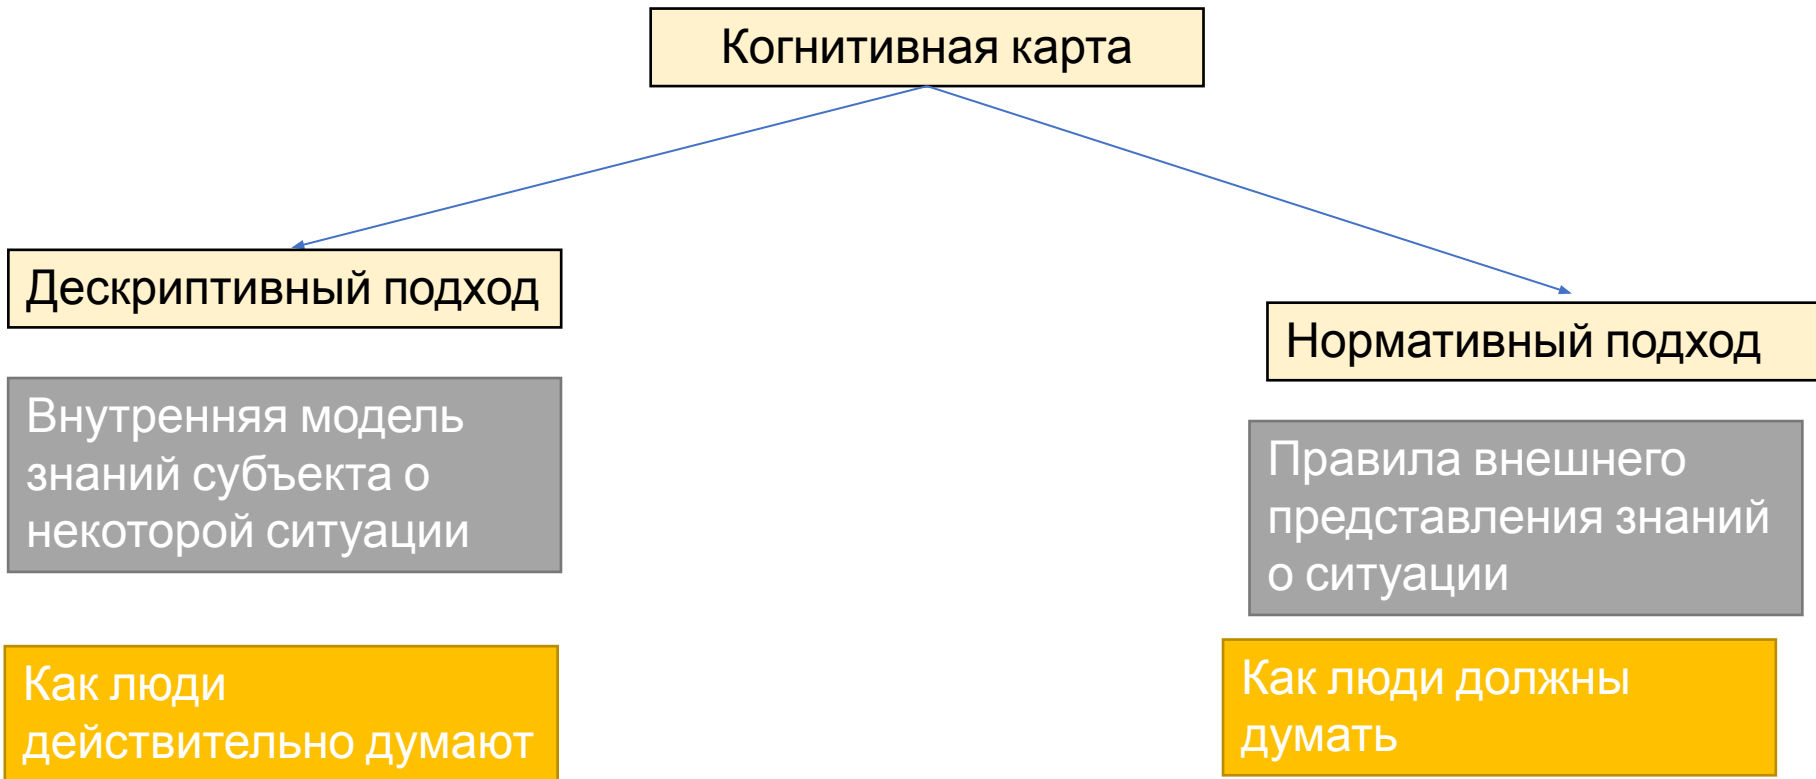 Когнитивная карта
Дескриптивный подход
Внутренняя модель
знаний субъекта о
некоторой ситуации
Как люди
действительно думают
Нормативный подход
Правила внешнего
представления знаний
о ситуации
Как люди должны
думать